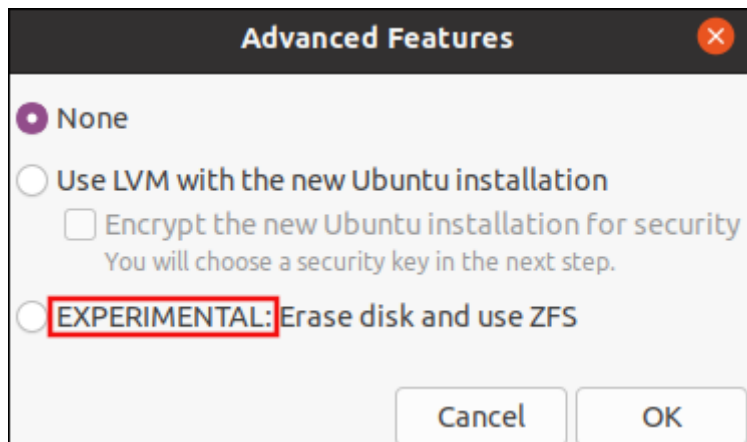 Advanced Features
None
Use LVM with the new Ubuntu installation
Encrypt the new Ubuntu installation for security
You will choose a security key in the next step.
EXPERIMENTAL: Erase disk and use ZFS
Cancel OK